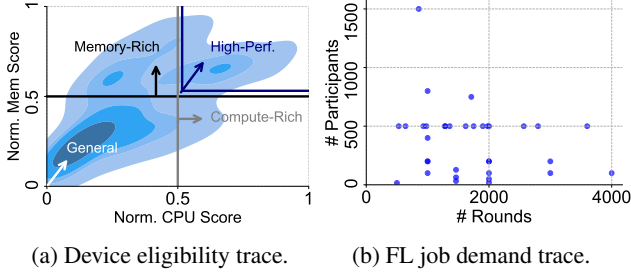 Norm. Mem Score
1
0.5
0
Memory-Rich
High-Perf.
Compute-Rich
General
0
0.5
1
Norm. CPU Score
(a) Device eligibility trace.
# Participants
1500
1000
500
0
0
2000
4000
# Rounds
(b) FL job demand trace.